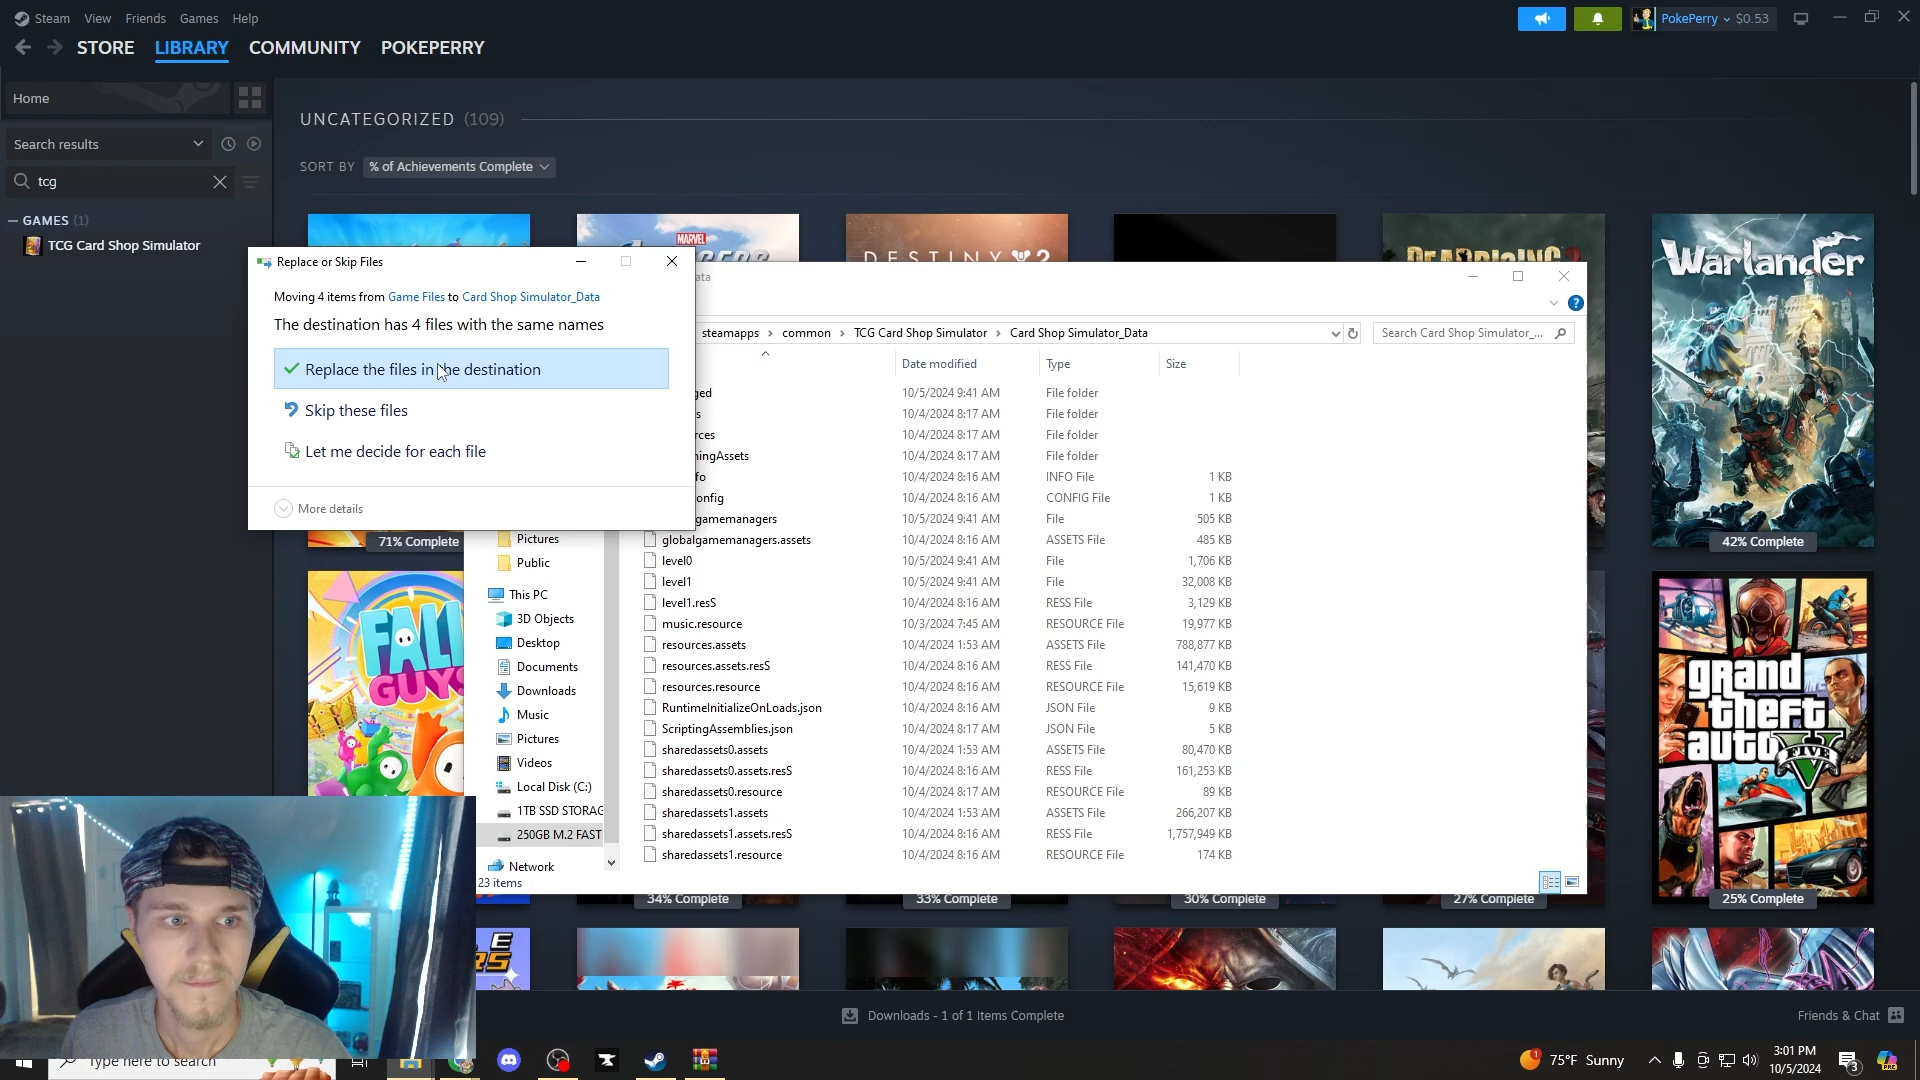 Steam View Friends Games Help
PokePerry $0.53
STORE LIBRARY COMMUNITY POKEPERRY
Home
UNCATEGORIZED (109)
Search results
SORT BY % of Achievements Complete
tcg
GAMES (1)
TCG Card Shop Simulator
MARVEL
DESTINY 2
Warlander
Replace or Skip Files
Moving 4 items from Game Files to Card Shop Simulator_Data
The destination has 4 files with the same names
Replace the files in the destination
Skip these files
Let me decide for each file
More details
steamapps > common > TCG Card Shop Simulator > Card Shop Simulator_Data
Search Card Shop Simulator_...
Date modified Type Size
10/5/2024 9:41 AM File folder
10/4/2024 8:17 AM File folder
10/4/2024 8:17 AM File folder
10/4/2024 8:17 AM File folder
10/4/2024 8:16 AM INFO File 1 KB
10/4/2024 8:16 AM CONFIG File 1 KB
gamemanagers 10/5/2024 9:41 AM File 505 KB
globalgamemanagers.assets 10/4/2024 8:16 AM ASSETS File 485 KB
level0 10/5/2024 9:41 AM File 1,706 KB
level1 10/5/2024 9:41 AM File 32,008 KB
level1.resS 10/4/2024 8:16 AM RESS File 3,129 KB
music.resource 10/3/2024 7:45 AM RESOURCE File 19,977 KB
resources.assets 10/4/2024 1:53 AM ASSETS File 788,877 KB
resources.assets.resS 10/4/2024 8:16 AM RESS File 141,470 KB
resources.resource 10/4/2024 8:16 AM RESOURCE File 15,619 KB
RuntimeInitializeOnLoads.json 10/4/2024 8:16 AM JSON File 9 KB
ScriptingAssemblies.json 10/4/2024 8:17 AM JSON File 5 KB
sharedassets0.assets 10/4/2024 1:53 AM ASSETS File 80,470 KB
sharedassets0.assets.resS 10/4/2024 8:16 AM RESS File 161,253 KB
sharedassets0.resource 10/4/2024 8:17 AM RESOURCE File 89 KB
sharedassets1.assets 10/4/2024 1:53 AM ASSETS File 266,207 KB
sharedassets1.assets.resS 10/4/2024 8:16 AM RESS File 1,757,949 KB
sharedassets1.resource 10/4/2024 8:16 AM RESOURCE File 174 KB
Pictures
Public
This PC
3D Objects
Desktop
Documents
Downloads
Music
Pictures
Videos
Local Disk (C:)
1TB SSD STORAG
250GB M.2 FAST
Network
23 items
71% Complete
42% Complete
FALL
GUYS
grand
theft
auto
FIVE
34% Complete 33% Complete 30% Complete 27% Complete 25% Complete
Downloads - 1 of 1 Items Complete
Friends & Chat
Type here to search
75°F Sunny
3:01 PM
10/5/2024
3